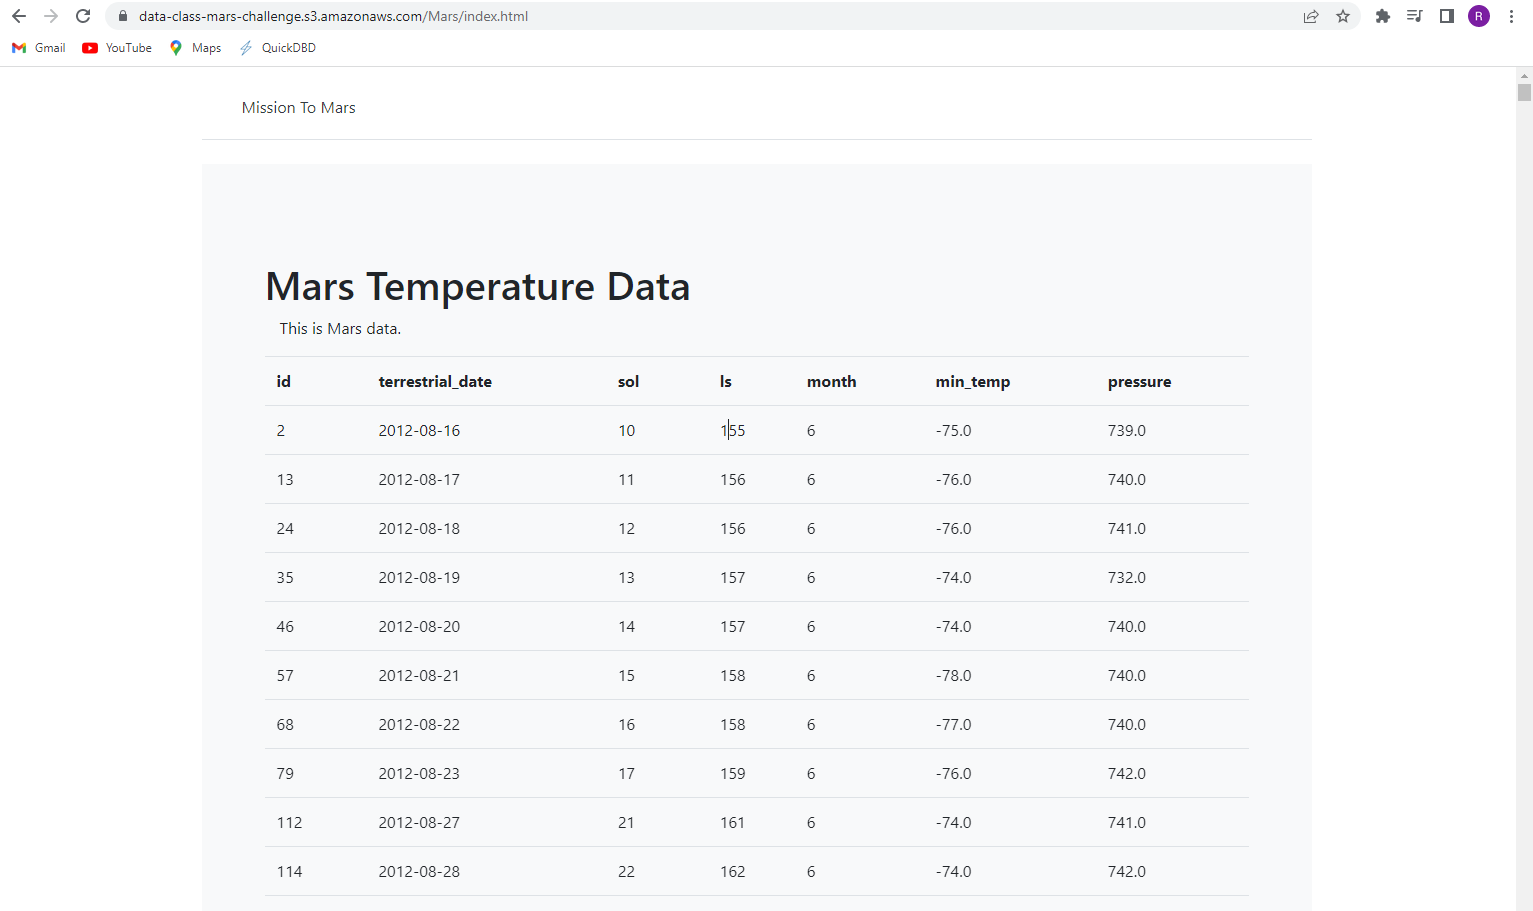 data-class-mars-challenge.s3.amazonaws.com/Mars/index.html
R
Gmail YouTube Maps QuickDBD
Mission To Mars
Mars Temperature Data
This is Mars data.
id terrestrial_date sol ls month min_temp pressure
2 2012-08-16 10 155 6 -75.0 739.0
13 2012-08-17 11 156 6 -76.0 740.0
24 2012-08-18 12 156 6 -76.0 741.0
35 2012-08-19 13 157 6 -74.0 732.0
46 2012-08-20 14 157 6 -74.0 740.0
57 2012-08-21 15 158 6 -78.0 740.0
68 2012-08-22 16 158 6 -77.0 740.0
79 2012-08-23 17 159 6 -76.0 742.0
112 2012-08-27 21 161 6 -74.0 741.0
114 2012-08-28 22 162 6 -74.0 742.0